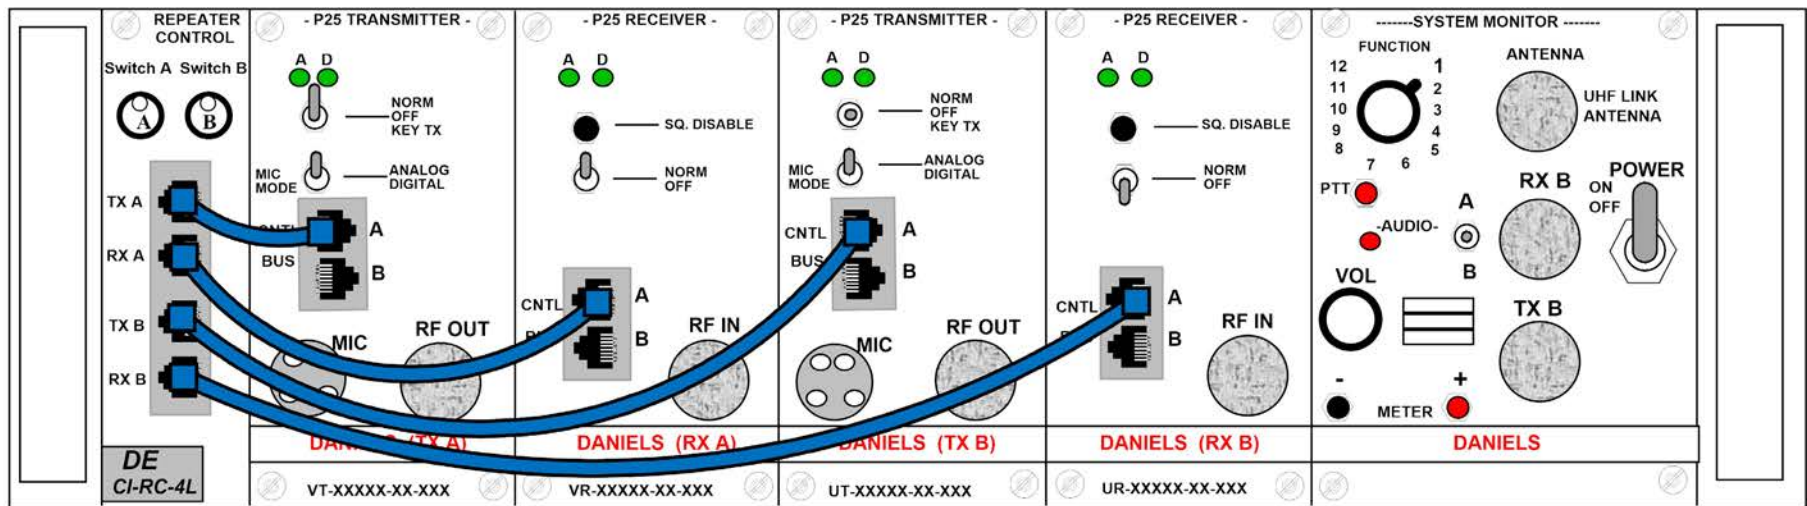 REPEATER
CONTROL
Switch A Switch B
A
B
TX A
RX A
TX B
RX B
DE
CI-RC-4L
- P25 TRANSMITTER -
A D
NORM
OFF
KEY TX
MIC
MODE
ANALOG
DIGITAL
CNTL
A
BUS
B
MIC
RF OUT
DANIELS (TX A)
VT-XXXXX-XX-XXX
- P25 RECEIVER -
A D
SQ. DISABLE
NORM
OFF
CNTL
A
B
RF IN
DANIELS (RX A)
VR-XXXXX-XX-XXX
- P25 TRANSMITTER -
A D
NORM
OFF
KEY TX
MIC
MODE
ANALOG
DIGITAL
CNTL
A
BUS
B
MIC
RF OUT
DANIELS (TX B)
UT-XXXXX-XX-XXX
- P25 RECEIVER -
A D
SQ. DISABLE
NORM
OFF
CNTL
A
B
RF IN
DANIELS (RX B)
UR-XXXXX-XX-XXX
-------SYSTEM MONITOR -------
FUNCTION
12 1
11 2
10 3
9 4
8 5
7 6
ANTENNA
UHF LINK
ANTENNA
PTT
-AUDIO-
A
B
RX B
POWER
ON
OFF
VOL
TX B
- +
METER
DANIELS